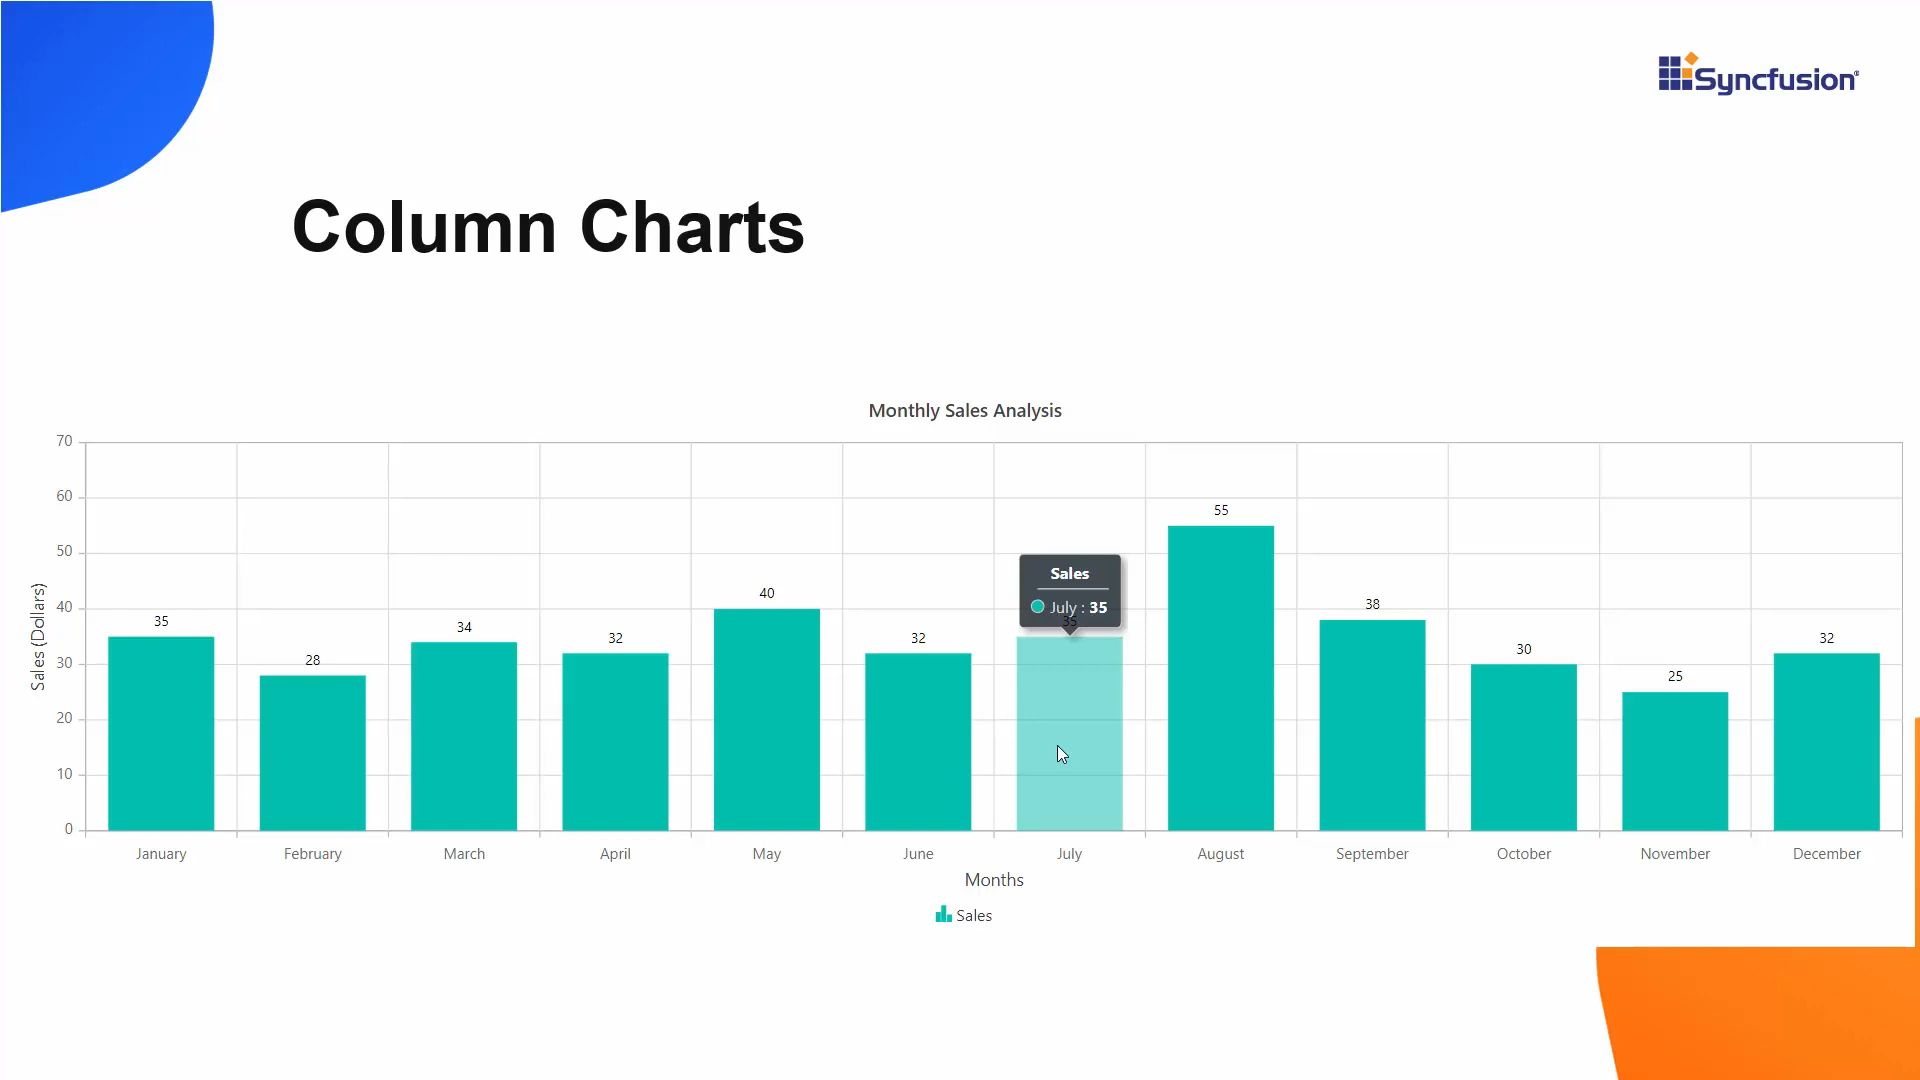 Syncfusion
Column Charts
Monthly Sales Analysis
70
60
50
40
30
20
10
0
Sales (Dollars)
35
28
34
32
40
32
Sales
July : 35
35
55
38
30
25
32
January February March April May June July August September October November December
Months
Sales